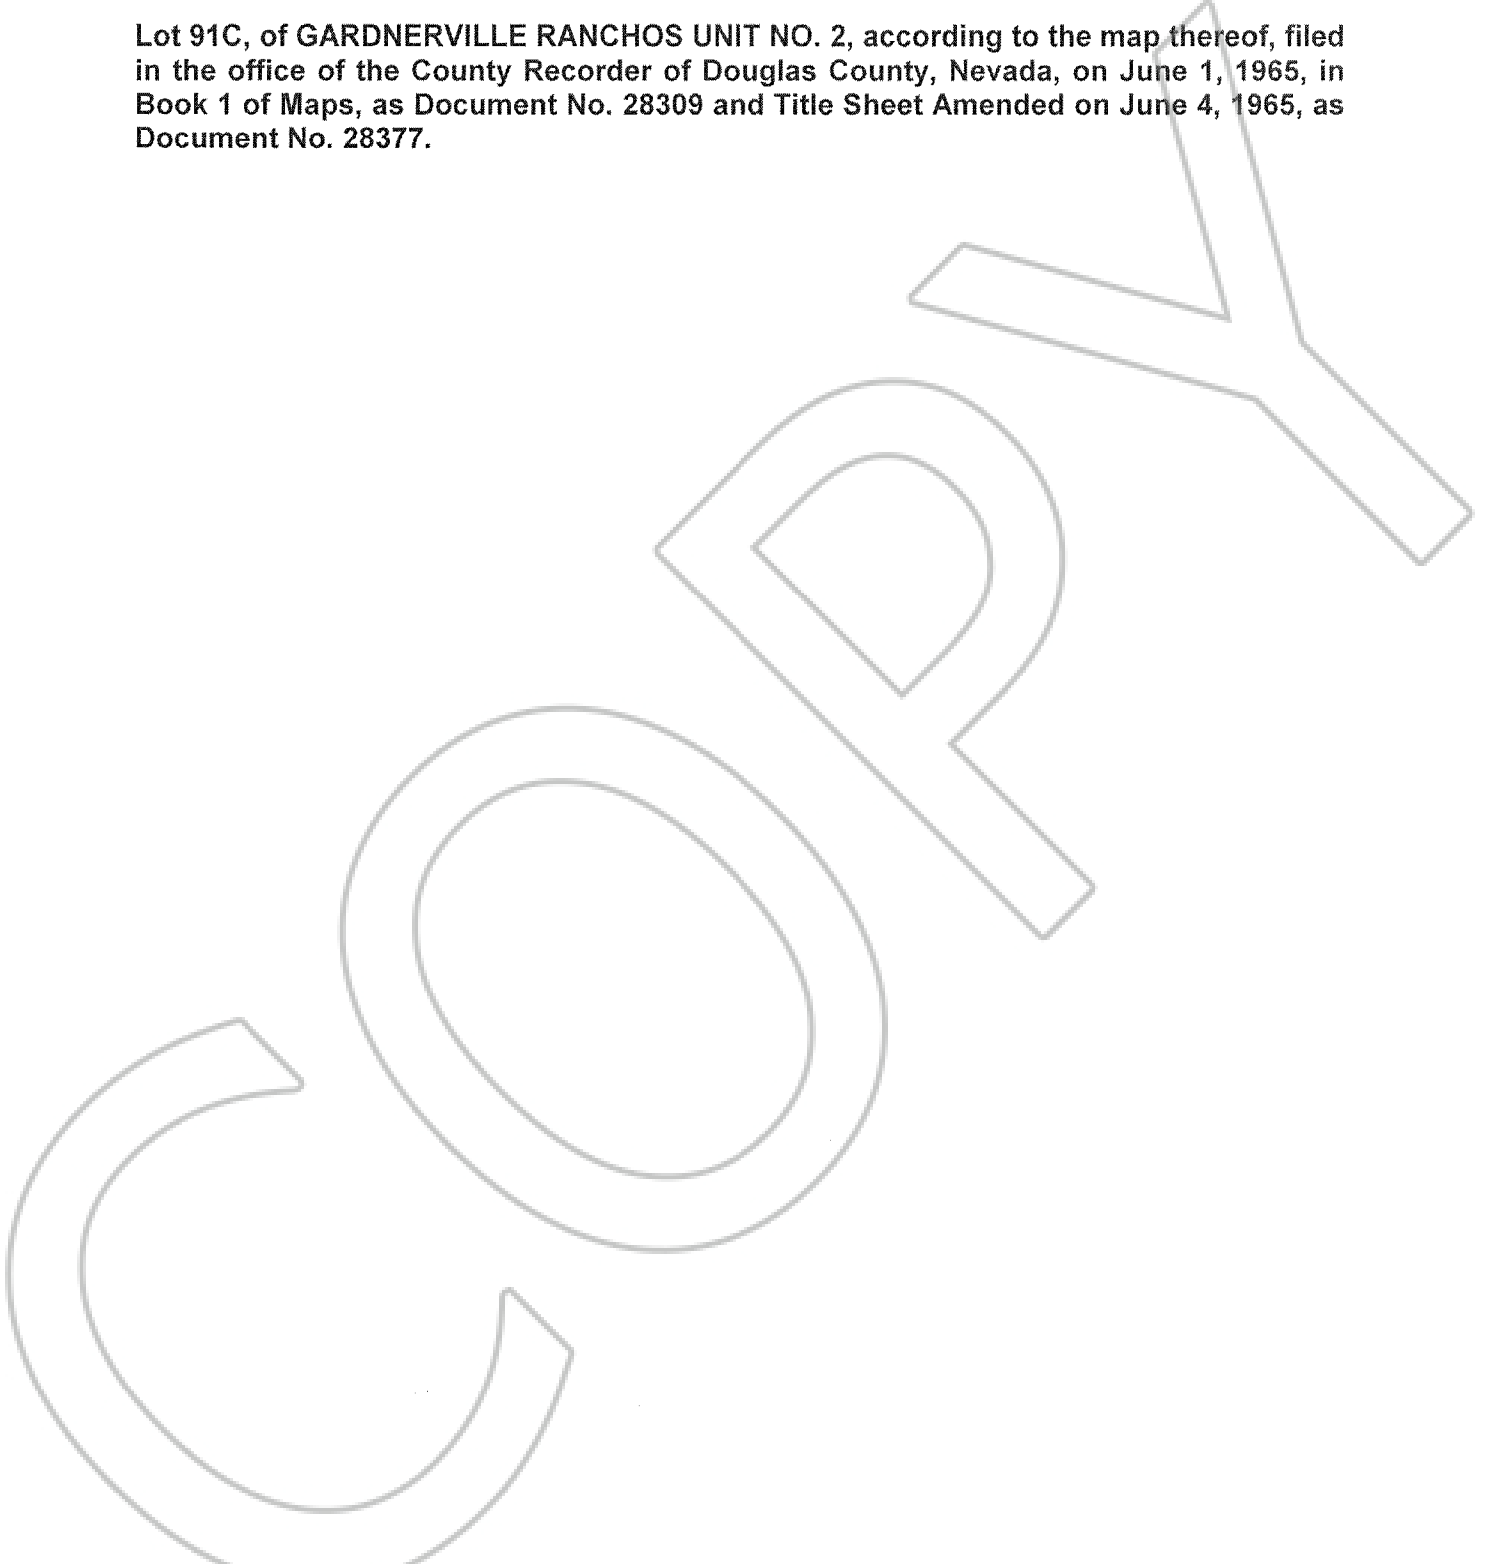 Lot 91C, of GARDNERVILLE RANCHOS UNIT NO. 2, according to the map thereof, filed
in the office of the County Recorder of Douglas County, Nevada, on June 1, 1965, in
Book 1 of Maps, as Document No. 28309 and Title Sheet Amended on June 4, 1965, as
Document No. 28377.
COPY